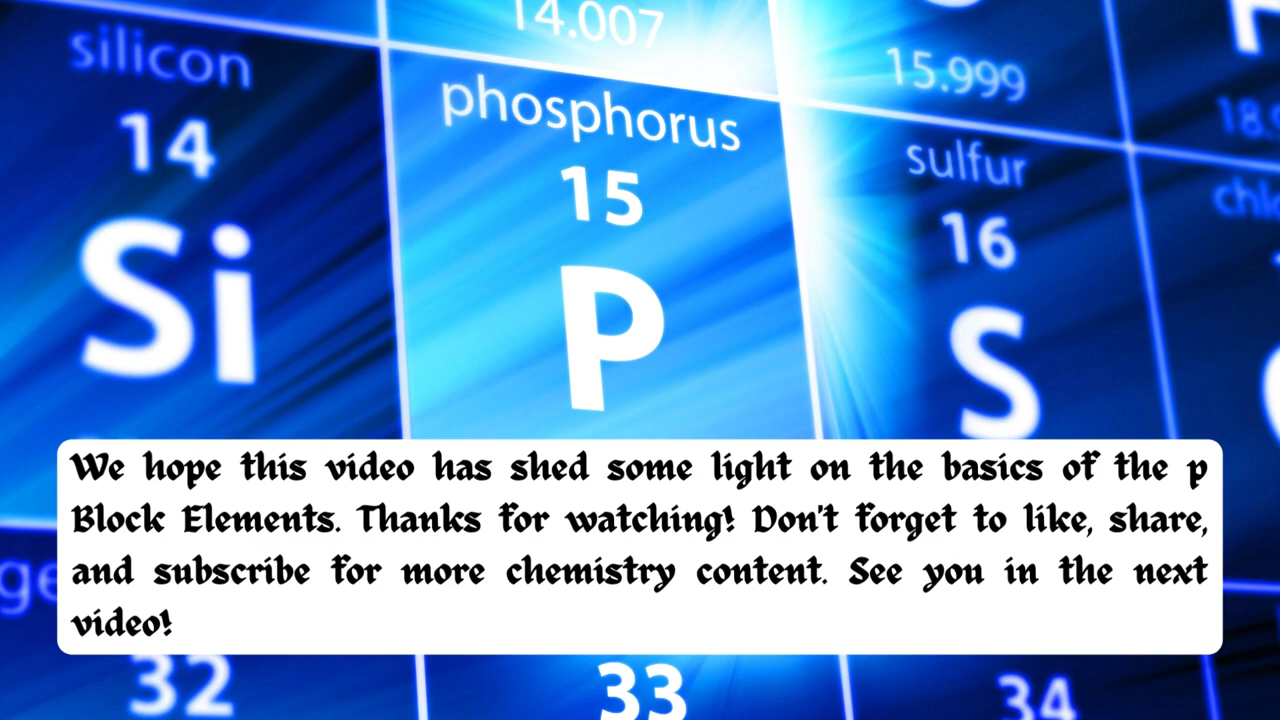 14.007
15.999
silicon
14
Si
phosphorus
15
P
sulfur
16
S
We hope this video has shed some light on the basics of the p
Block Elements. Thanks for watching! Don't forget to like, share,
and subscribe for more chemistry content. See you in the next
video!
32
33
34